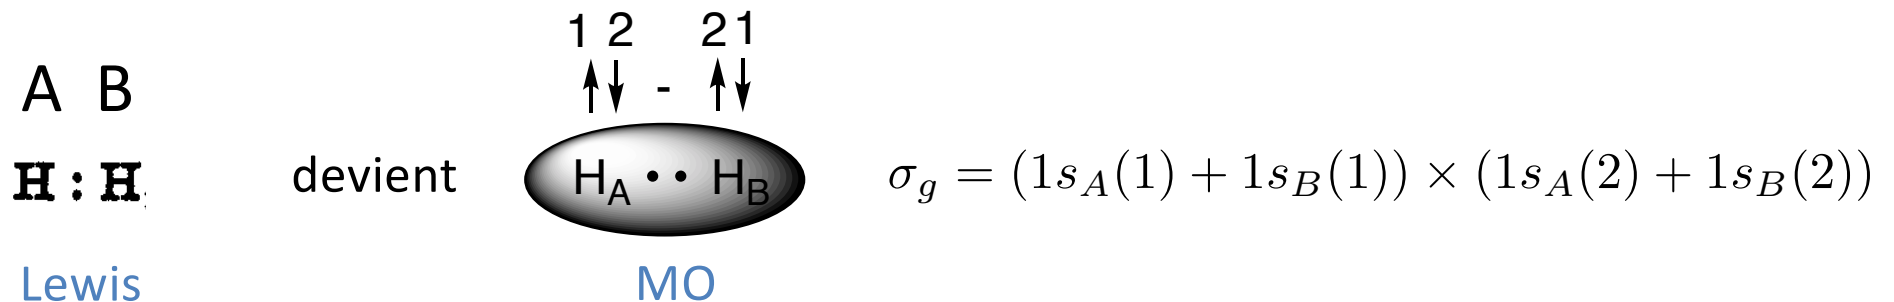 1 2 2 1
↑ ↓ - ↑ ↓
A B
H : H devient H_A •• H_B σ_g = (1s_A(1) + 1s_B(1)) × (1s_A(2) + 1s_B(2))
Lewis MO